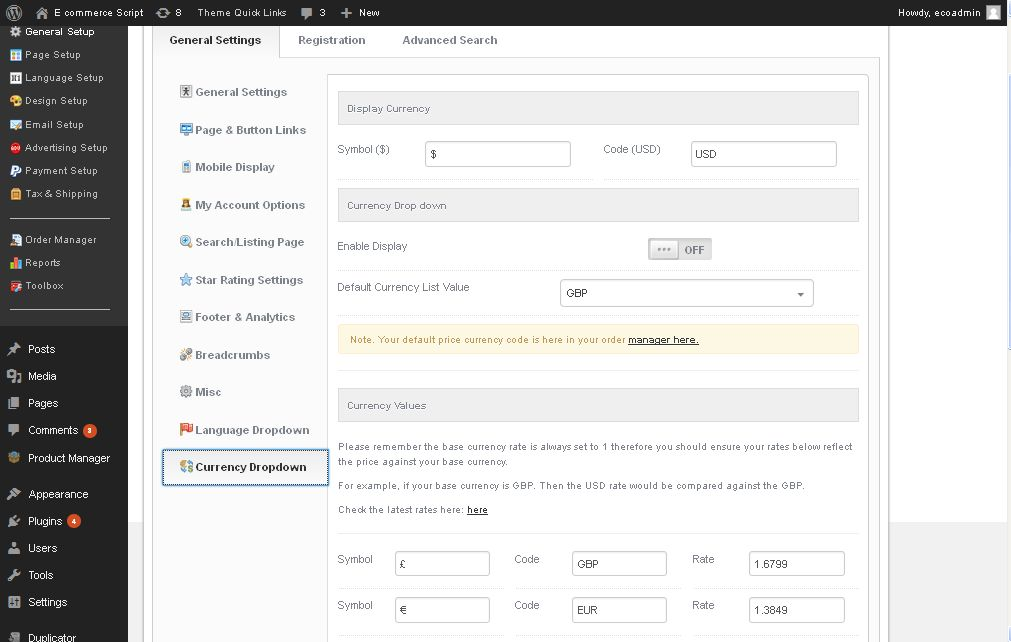 E commerce Script 8 Theme Quick Links 3 New Howdy, ecoadmin
General Setup
Page Setup
Language Setup
Design Setup
Email Setup
Advertising Setup
Payment Setup
Tax & Shipping
Order Manager
Reports
Toolbox
Posts
Media
Pages
Comments 3
Product Manager
Appearance
Plugins 4
Users
Tools
Settings
Duplicator
General Settings Registration Advanced Search
General Settings
Page & Button Links
Mobile Display
My Account Options
Search/Listing Page
Star Rating Settings
Footer & Analytics
Breadcrumbs
Misc
Language Dropdown
Currency Dropdown
Display Currency
Symbol ($) $ Code (USD) USD
Currency Drop down
Enable Display OFF
Default Currency List Value GBP
Note. Your default price currency code is here in your order manager here.
Currency Values
Please remember the base currency rate is always set to 1 therefore you should ensure your rates below reflect
the price against your base currency.
For example, if your base currency is GBP. Then the USD rate would be compared against the GBP.
Check the latest rates here: here
Symbol £ Code GBP Rate 1.6799
Symbol € Code EUR Rate 1.3849